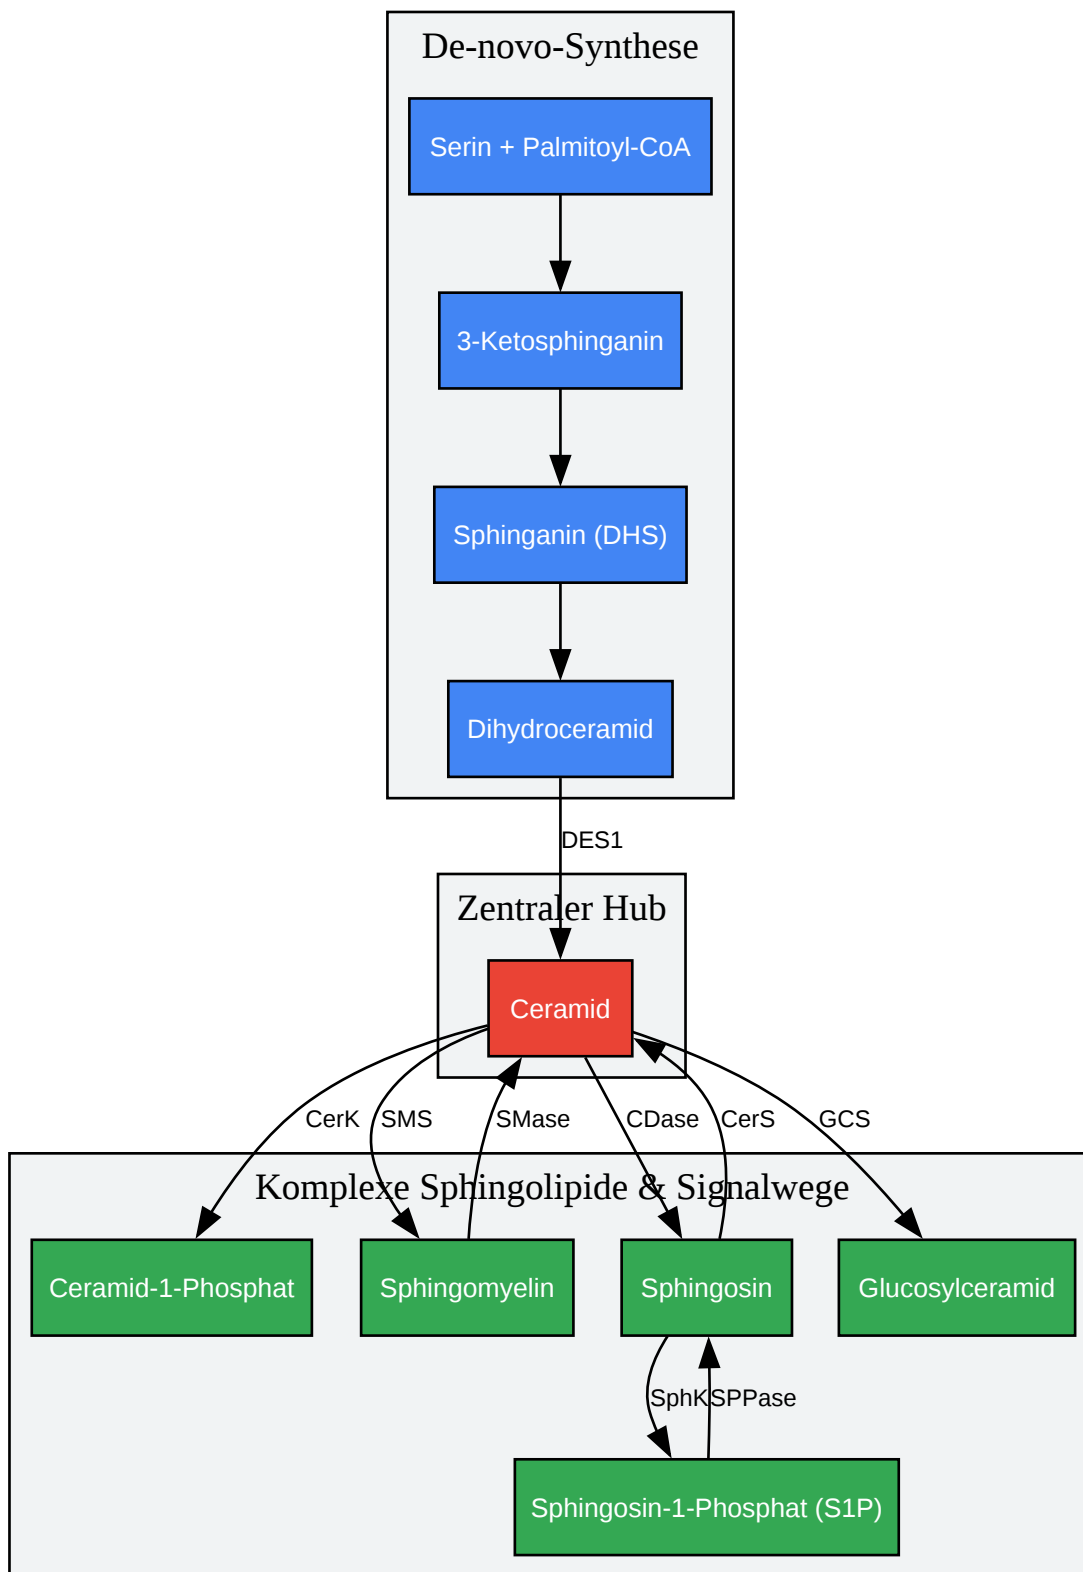 De-novo-Synthese
Serin + Palmitoyl-CoA
3-Ketosphinganin
Sphinganin (DHS)
Dihydroceramid
DES1
Zentraler Hub
Ceramid
CerK
SMS
SMase
CDase
CerS
GCS
Komplexe Sphingolipide & Signalwege
Ceramid-1-Phosphat
Sphingomyelin
Sphingosin
Glucosylceramid
SphK
SPPase
Sphingosin-1-Phosphat (S1P)